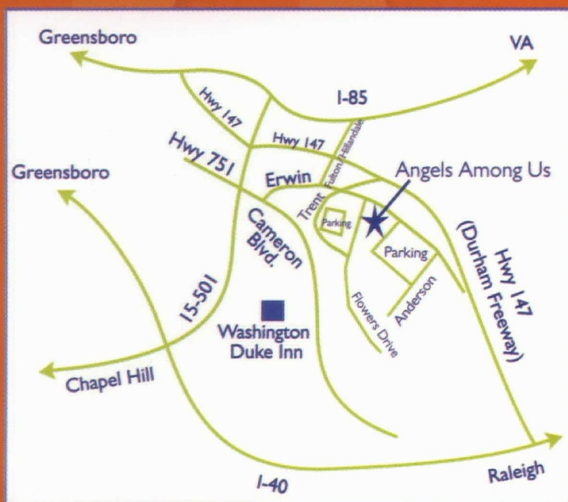 Greensboro
VA
I-85
Hwy 147
Hwy 147
Fulton/Hillandale
Hwy 751
Greensboro
Erwin
Angels Among Us
Trent
Parking
Cameron
Blvd.
Parking
Hwy 147
(Durham Freeway)
15-501
Flowers Drive
Anderson
Washington
Duke Inn
Chapel Hill
I-40
Raleigh